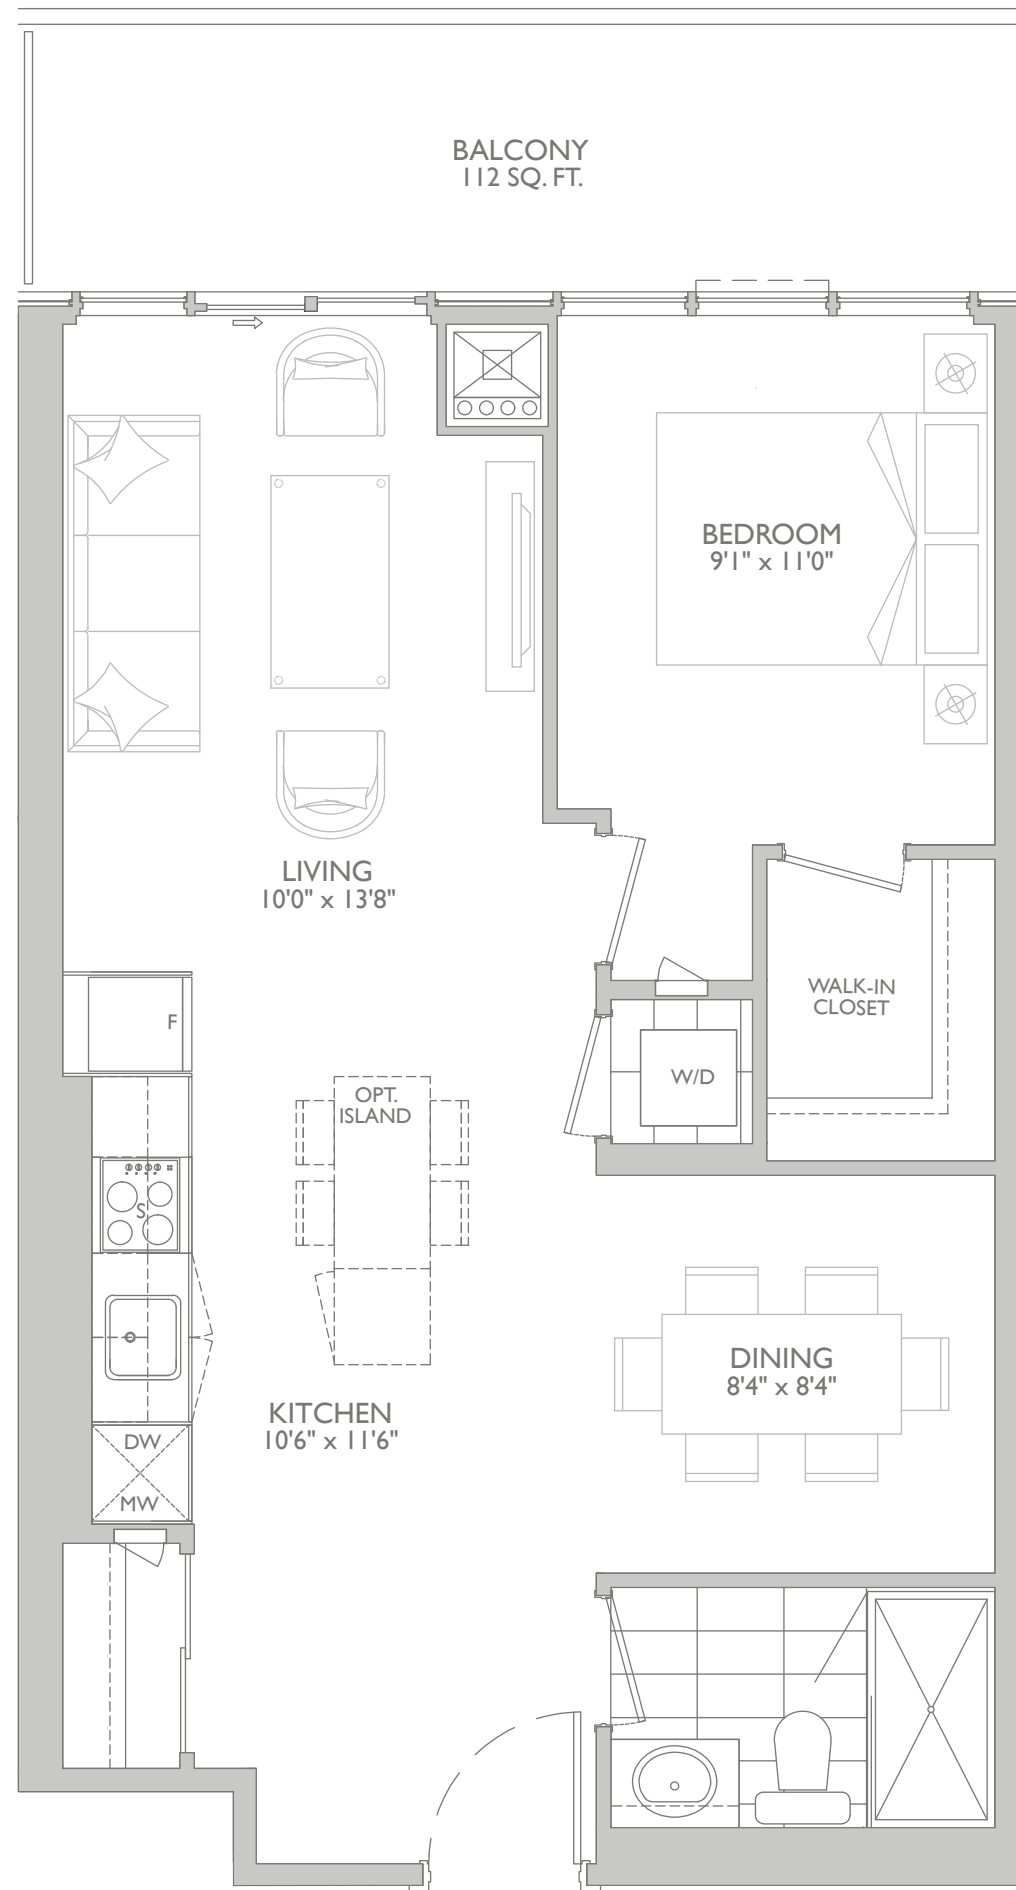 BALCONY
112 SQ. FT.
BEDROOM
9'1" x 11'0"
LIVING
10'0" x 13'8"
WALK-IN
CLOSET
F
W/D
OPT.
ISLAND
S
DINING
8'4" x 8'4"
KITCHEN
10'6" x 11'6"
DW
MW